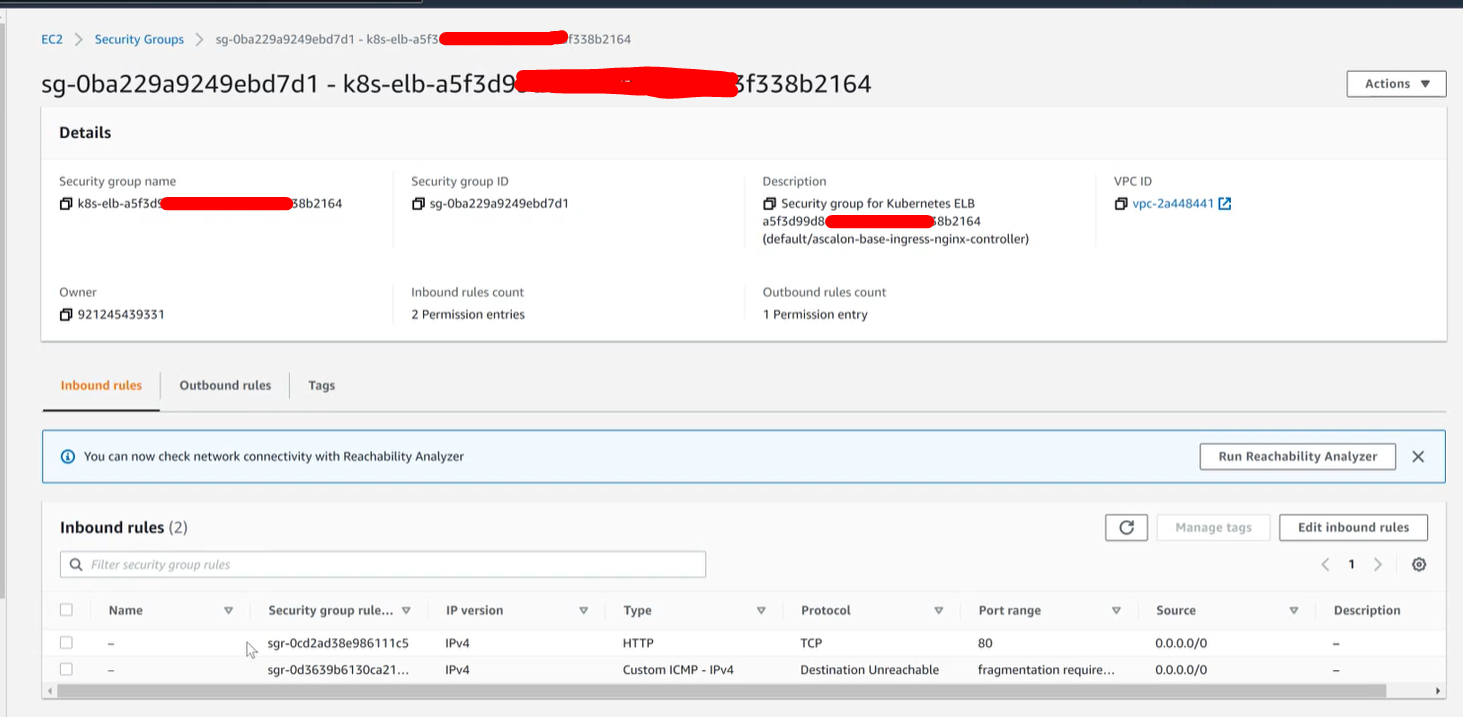 EC2 > Security Groups > sg-0ba229a9249ebd7d1 - k8s-elb-a5f3 f338b2164
sg-0ba229a9249ebd7d1 - k8s-elb-a5f3d9 3f338b2164
Actions
Details
Security group name
k8s-elb-a5f3d9 38b2164
Security group ID
sg-0ba229a9249ebd7d1
Description
Security group for Kubernetes ELB
a5f3d99d8 38b2164
(default/ascalon-base-ingress-nginx-controller)
VPC ID
vpc-2a448441
Owner
921245439331
Inbound rules count
2 Permission entries
Outbound rules count
1 Permission entry
Inbound rules Outbound rules Tags
You can now check network connectivity with Reachability Analyzer
Run Reachability Analyzer
Inbound rules (2)
Manage tags Edit inbound rules
Filter security group rules
1
Name Security group rule... IP version Type Protocol Port range Source Description
– sgr-0cd2ad38e986111c5 IPv4 HTTP TCP 80 0.0.0.0/0 –
– sgr-0d3639b6130ca21... IPv4 Custom ICMP - IPv4 Destination Unreachable fragmentation require... 0.0.0.0/0 –